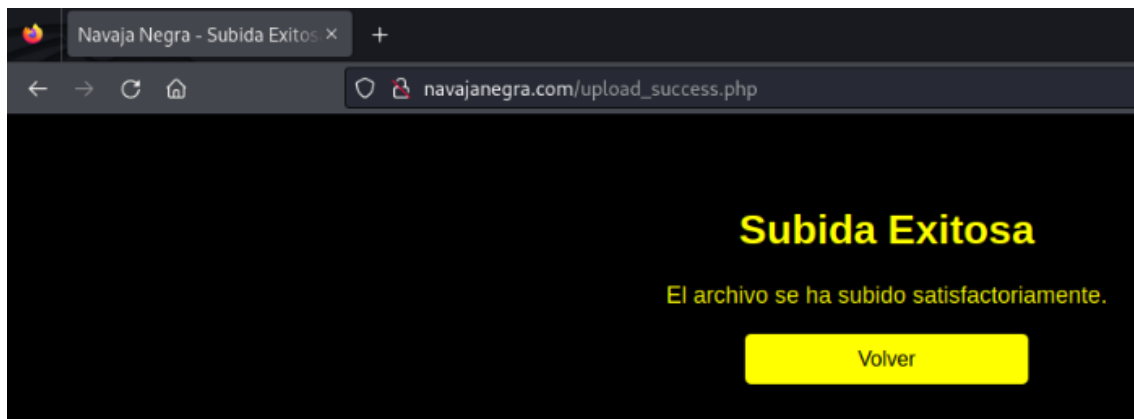 Navaja Negra - Subida Exitos
navajanegra.com/upload_success.php
Subida Exitosa
El archivo se ha subido satisfactoriamente.
Volver